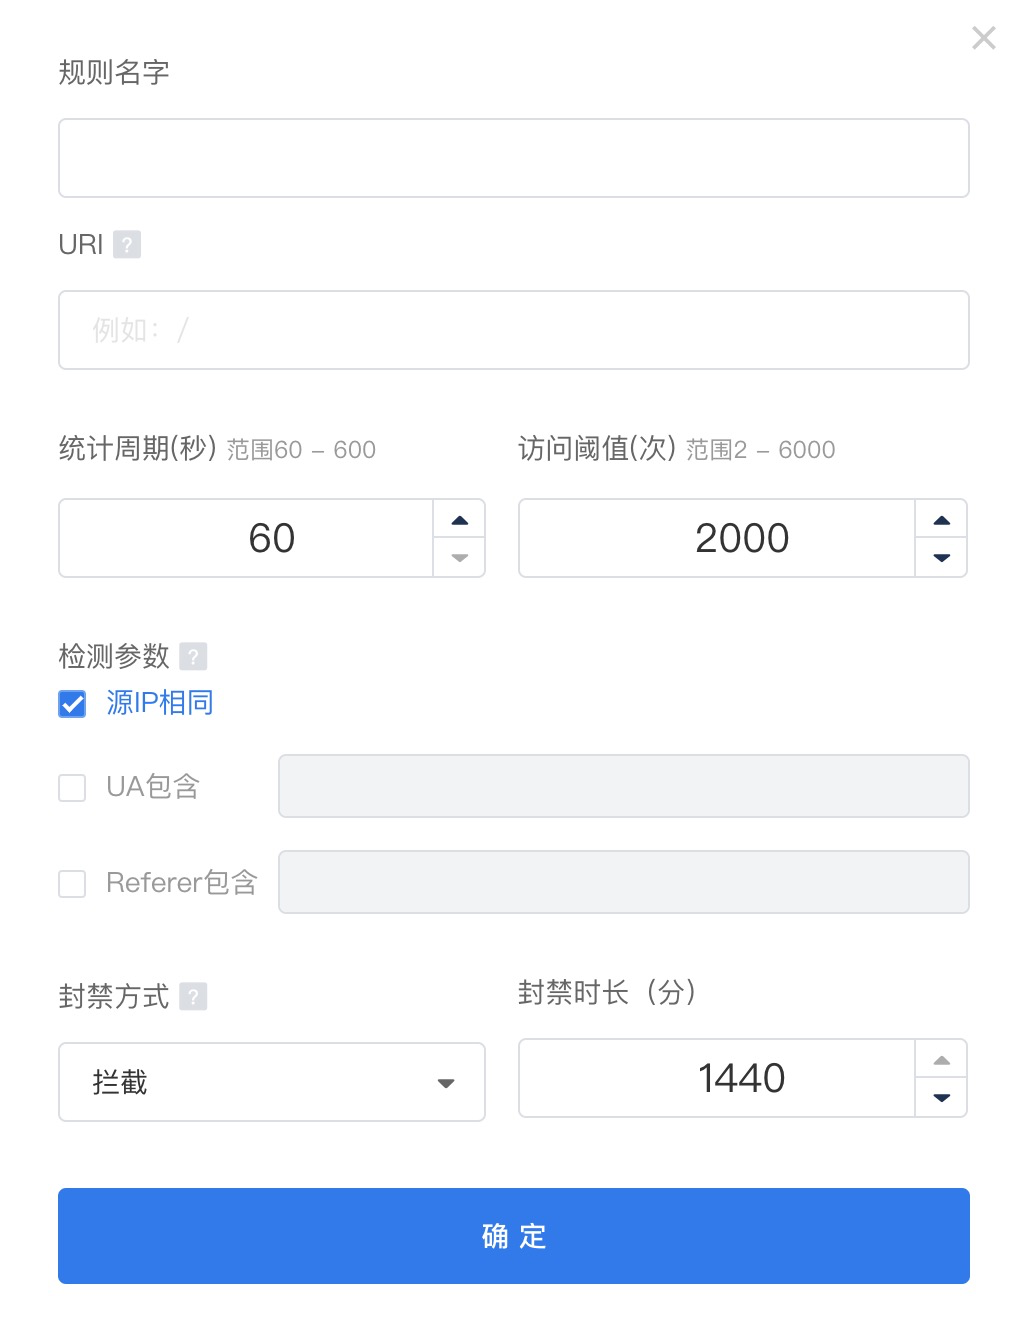 规则名字
URI ?
例如：/
统计周期(秒) 范围60 – 600
访问阈值(次) 范围2 – 6000
60
2000
检测参数 ?
源IP相同
UA包含
Referer包含
封禁方式 ?
封禁时长（分）
拦截
1440
确 定